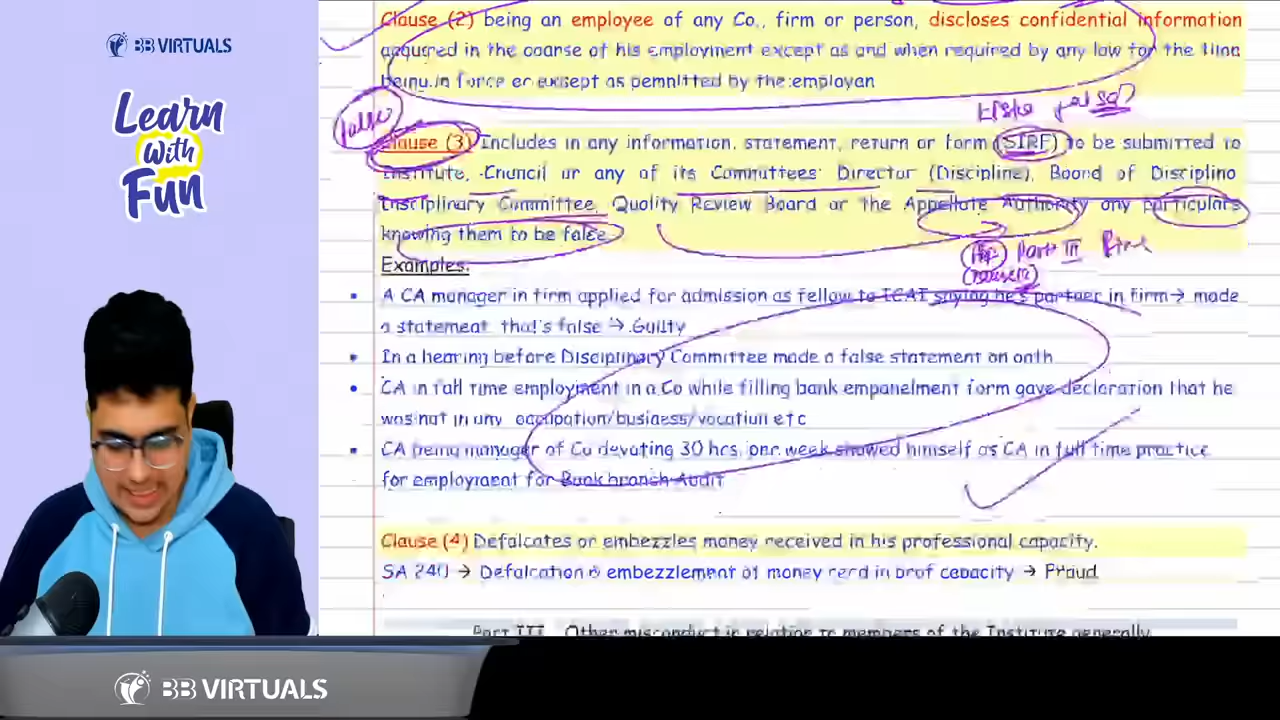 BB VIRTUALS
Learn
With
Fun
Clause (2) being an employee of any Co., firm or person, discloses confidential information
acquired in the coarse of his employment except as and when required by any law for the
in force or except as by the
false
Clause (3) Includes in any information, statement, return or form (SIRF) to be submitted to
Institute, Council or any of its Committees Director (Discipline), Board of Discipline
Disciplinary Committee, Quality Review Board or the Appellate Authority any particulars
knowing them to be false
Part III
Examples:
• A CA manager in firm applied for admission as fellow to ICAI saying he's partner in firm→ made
a statement that's false → Guilty
• In a hearing before Disciplinary Committee made a false statement on oath
• CA in full time employment in a Co while filling bank empanelment form gave declaration that he
was not in any occupation/business/vocation etc
• CA being manager of Co devoting 30 hrs per week showed himself as CA in full time practice
for employment for Bank branch Audit
Clause (4) Defalcates or embezzles money received in his professional capacity.
SA 240 → Defalcation & embezzlement of money recd in prof capacity → Fraud
Part III Other misconduct in relation to members of the Institute generally
BB VIRTUALS